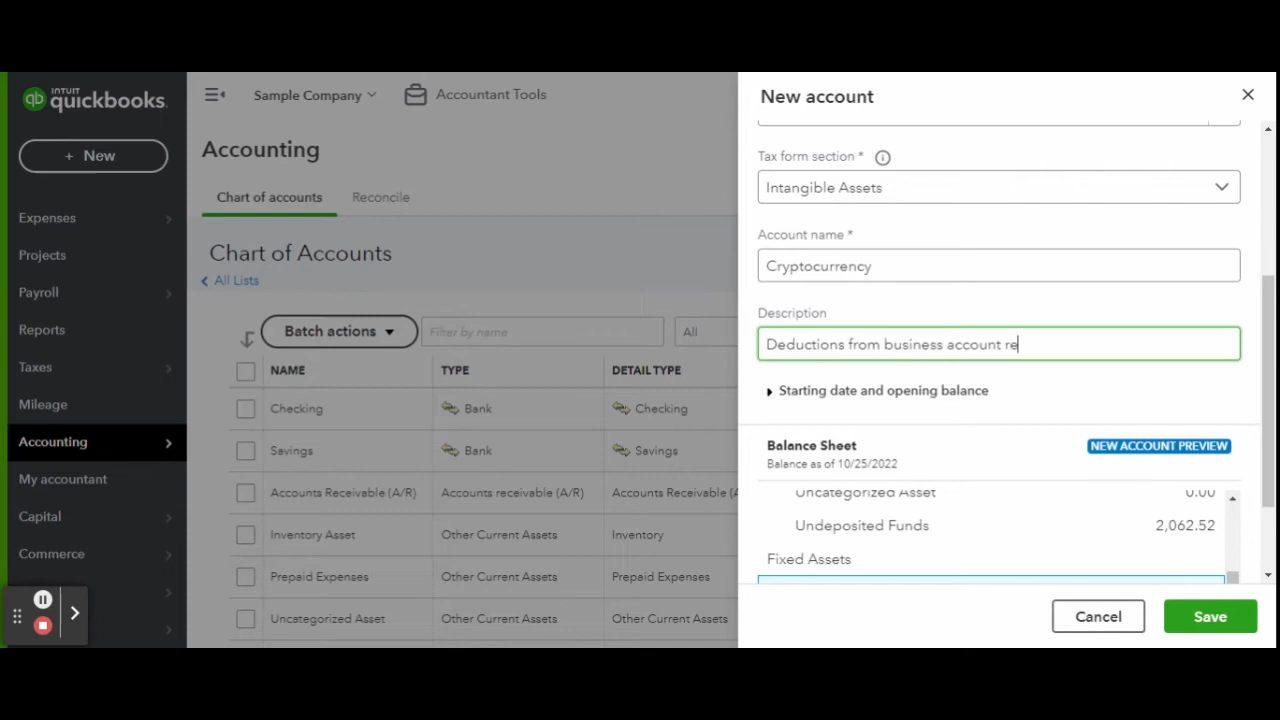 INTUIT
quickbooks.
Sample Company
Accountant Tools
+ New
Expenses
Projects
Payroll
Reports
Taxes
Mileage
Accounting
My accountant
Capital
Commerce
Accounting
Chart of accounts Reconcile
Chart of Accounts
All Lists
Batch actions Filter by name All
NAME TYPE DETAIL TYPE
Checking Bank Checking
Savings Bank Savings
Accounts Receivable (A/R) Accounts receivable (A/R) Accounts Receivable (A/
Inventory Asset Other Current Assets Inventory
Prepaid Expenses Other Current Assets Prepaid Expenses
Uncategorized Asset Other Current Assets Other Current Assets
New account
Tax form section *
Intangible Assets
Account name *
Cryptocurrency
Description
Deductions from business account re
Starting date and opening balance
Balance Sheet NEW ACCOUNT PREVIEW
Balance as of 10/25/2022
Uncategorized Asset 0.00
Undeposited Funds 2,062.52
Fixed Assets
Cancel Save